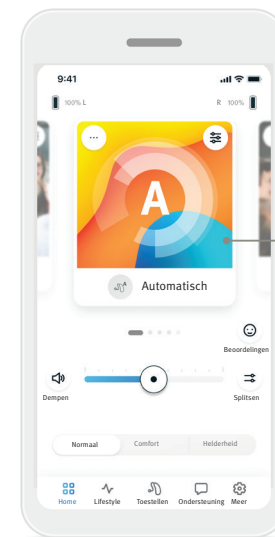 9:41
100% L
R 100%
...
A
A
Automatisch
Beoordelingen
Dempen
Splitsen
Normaal
Comfort
Helderheid
Home
Lifestyle
Toestellen
Ondersteuning
Meer